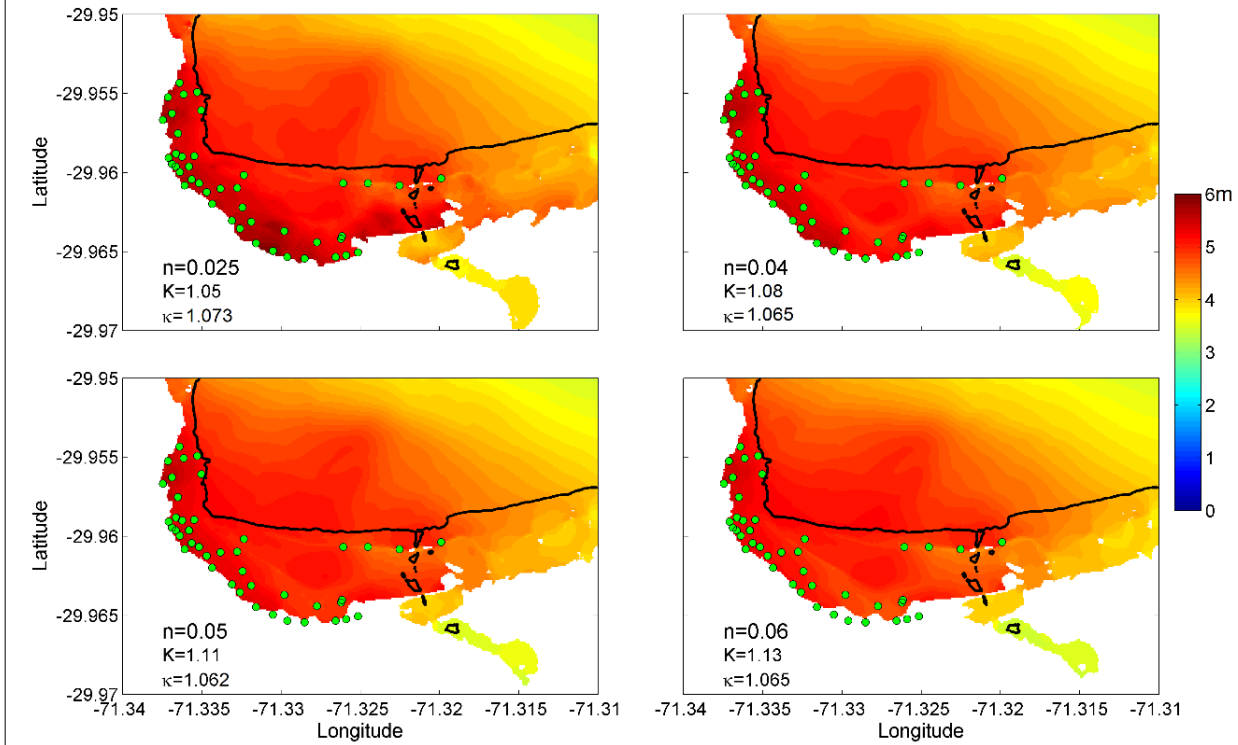 -29.95
-29.955
-29.96
-29.965
-29.97
Latitude
n=0.025
K=1.05
κ=1.073
n=0.04
K=1.08
κ=1.065
6m
5
4
3
2
1
0
-29.95
-29.955
-29.96
-29.965
-29.97
Latitude
n=0.05
K=1.11
κ=1.062
n=0.06
K=1.13
κ=1.065
-71.34 -71.335 -71.33 -71.325 -71.32 -71.315 -71.31
Longitude
-71.34 -71.335 -71.33 -71.325 -71.32 -71.315 -71.31
Longitude